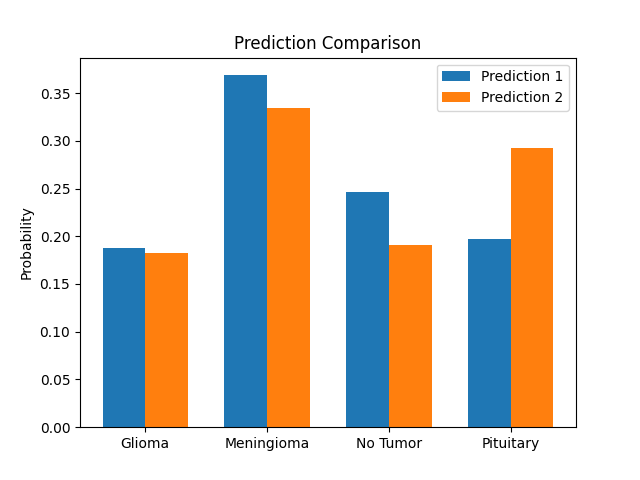 Prediction Comparison
Prediction 1
Prediction 2
Probability
0.35
0.30
0.25
0.20
0.15
0.10
0.05
0.00
Glioma Meningioma No Tumor Pituitary